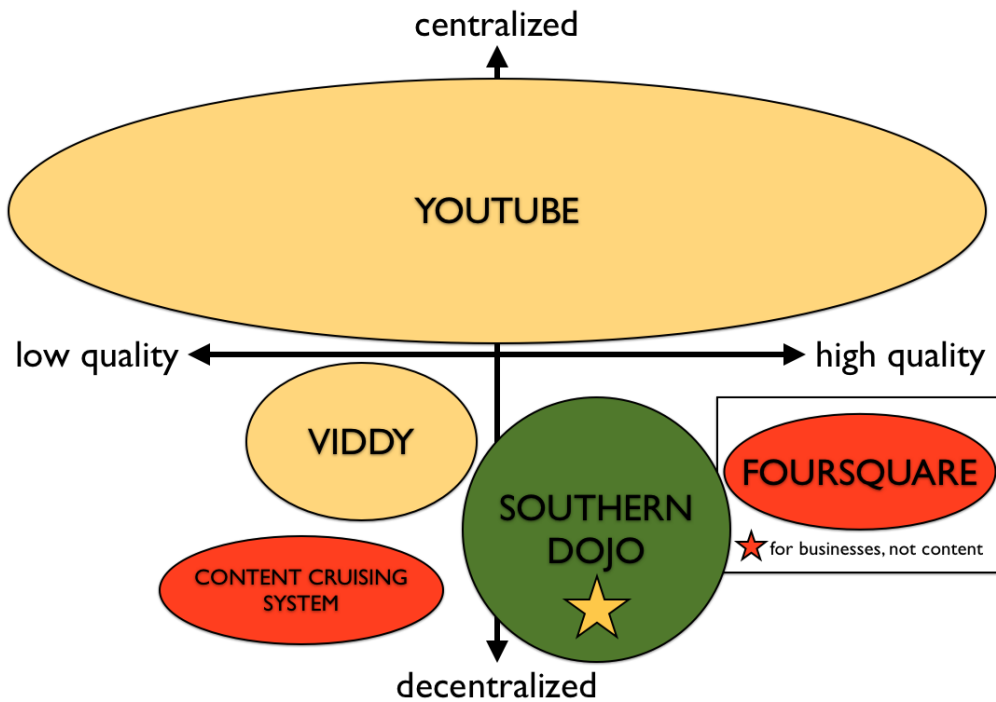 centralized
YOUTUBE
low quality
high quality
VIDDY
FOURSQUARE
SOUTHERN
DOJO
for businesses, not content
CONTENT CRUISING
SYSTEM
decentralized